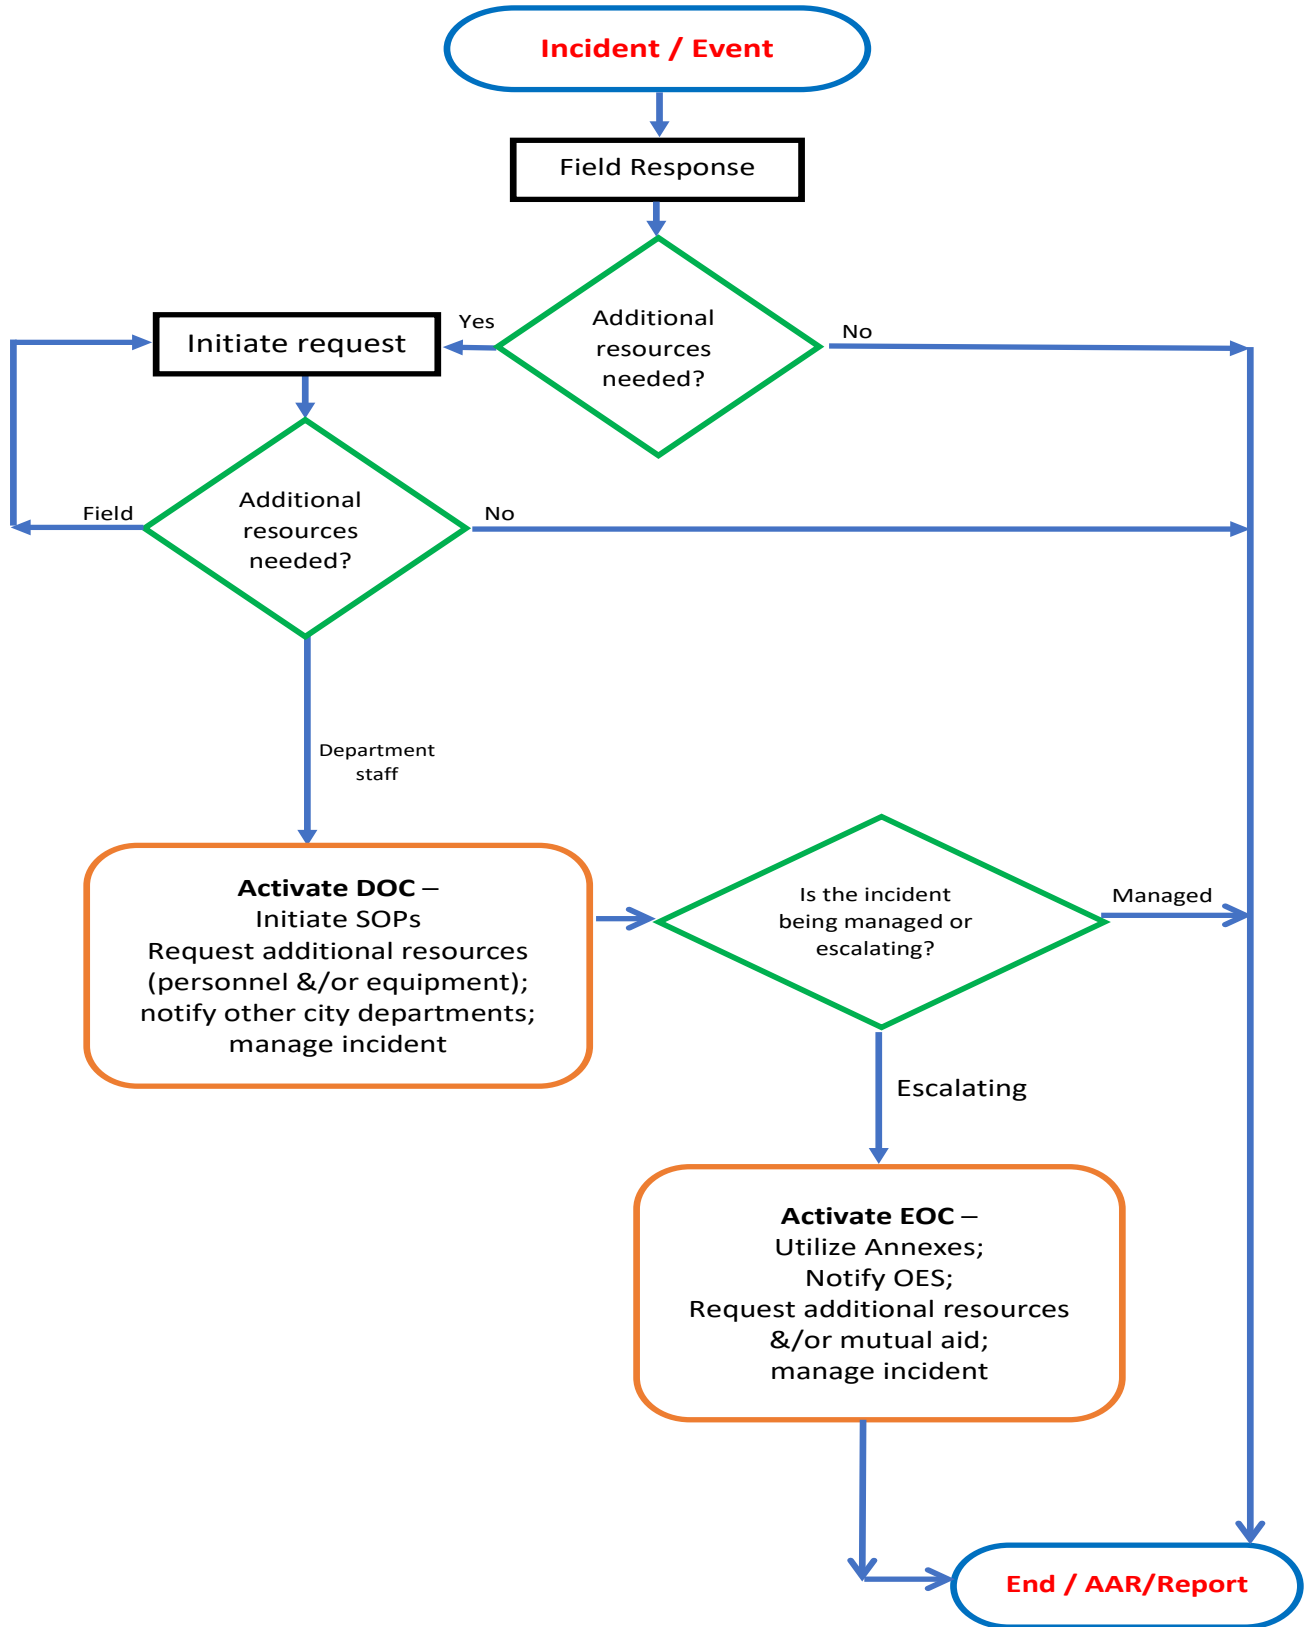 Incident / Event
Field Response
Additional
resources
needed?
Yes
No
Initiate request
Additional
resources
needed?
Field
No
Department
staff
Activate DOC –
Initiate SOPs
Request additional resources
(personnel &/or equipment);
notify other city departments;
manage incident
Is the incident
being managed or
escalating?
Managed
Escalating
Activate EOC –
Utilize Annexes;
Notify OES;
Request additional resources
&/or mutual aid;
manage incident
End / AAR/Report